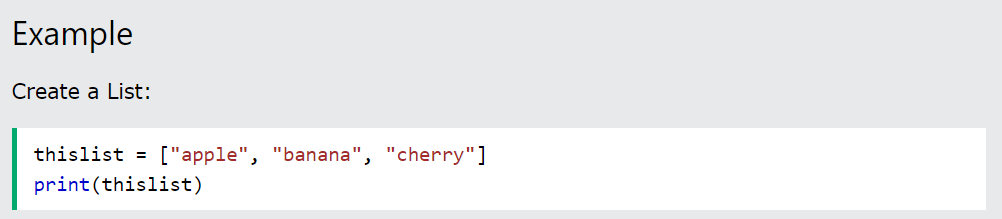 Example
Create a List:
thislist = ["apple", "banana", "cherry"]
print(thislist)